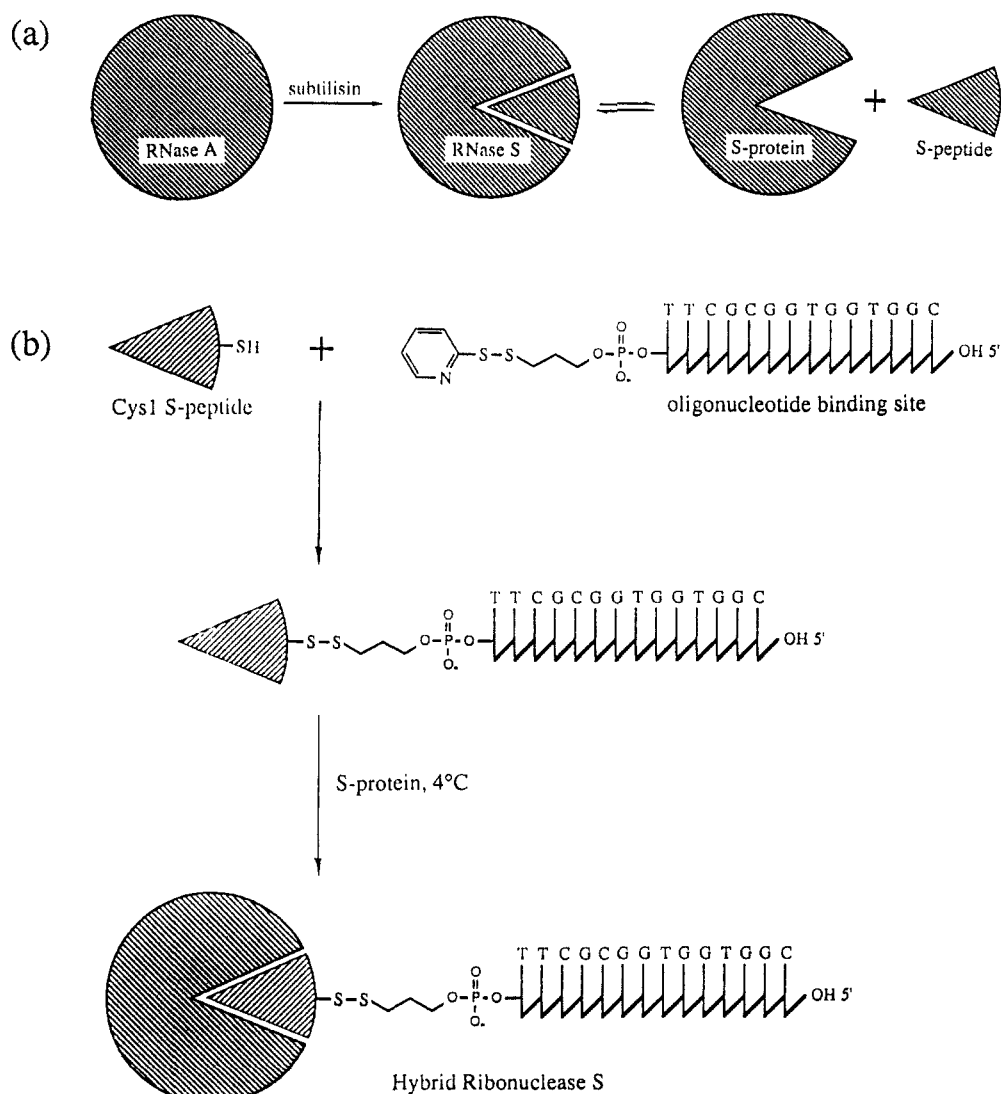 (a)
subtilisin
RNase A
RNase S
+
S-protein
S-peptide
(b)
T T C G C G G T G G T G G C
SH
+
N
S-S
O
O-P-O
O-
OH 5'
Cys1 S-peptide
oligonucleotide binding site
T T C G C G G T G G T G G C
S-S
O
O-P-O
O-
OH 5'
S-protein, 4°C
T T C G C G G T G G T G G C
S-S
O
O-P-O
O-
OH 5'
Hybrid Ribonuclease S